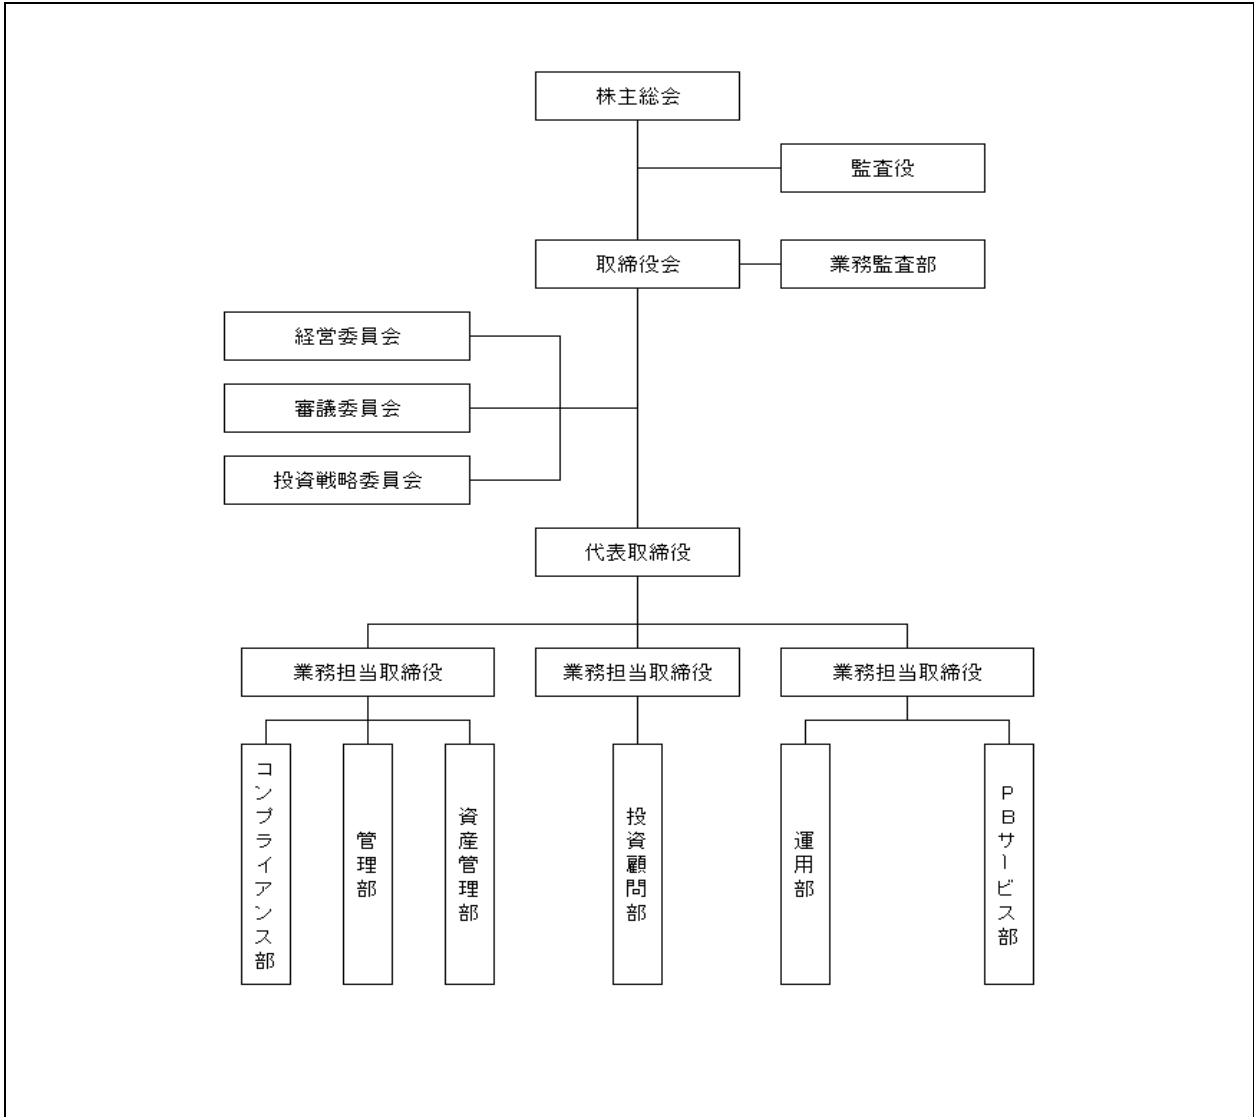 株主総会
監査役
取締役会
業務監査部
経営委員会
審議委員会
投資戦略委員会
代表取締役
業務担当取締役
業務担当取締役
業務担当取締役
コンプライアンス部
管理部
資産管理部
投資顧問部
運用部
ＰＢサービス部